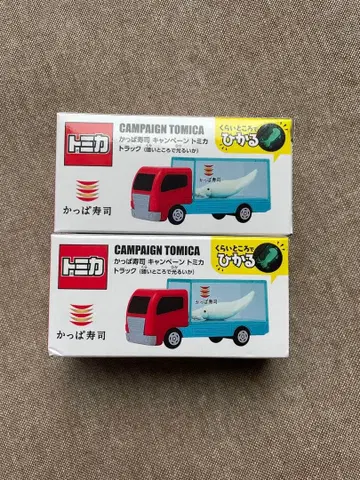 トミカ
CAMPAIGN TOMICA
かっぱ寿司 キャンペーン トミカ
トラック（暗いところで光るいか）
くらいところで
ひかる
かっぱ寿司
かっぱ寿司
トミカ
CAMPAIGN TOMICA
かっぱ寿司 キャンペーン トミカ
トラック（暗いところで光るいか）
くらいところで
ひかる
かっぱ寿司
かっぱ寿司